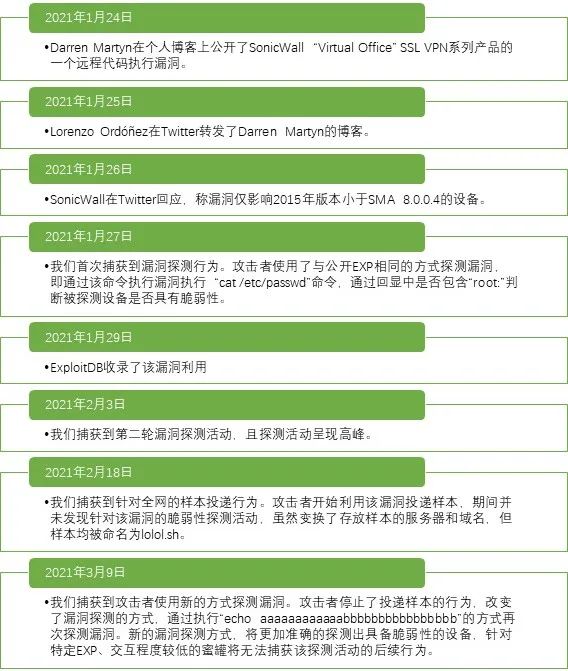 2021年1月24日
•Darren Martyn在个人博客上公开了SonicWall “Virtual Office” SSL VPN系列产品的
一个远程代码执行漏洞。
2021年1月25日
•Lorenzo Ordóñez在Twitter转发了Darren Martyn的博客。
2021年1月26日
•SonicWall在Twitter回应，称漏洞仅影响2015年版本小于SMA 8.0.0.4的设备。
2021年1月27日
•我们首次捕获到漏洞探测行为。攻击者使用了与公开EXP相同的方式探测漏洞，
即通过该命令执行漏洞执行 “cat /etc/passwd”命令，通过回显中是否包含“root:”判
断被探测设备是否具有脆弱性。
2021年1月29日
•ExploitDB收录了该漏洞利用
2021年2月3日
•我们捕获到第二轮漏洞探测活动，且探测活动呈现高峰。
2021年2月18日
•我们捕获到针对全网的样本投递行为。攻击者开始利用该漏洞投递样本，期间并
未发现针对该漏洞的脆弱性探测活动，虽然变换了存放样本的服务器和域名，但
样本均被命名为lolol.sh。
2021年3月9日
•我们捕获到攻击者使用新的方式探测漏洞。攻击者停止了投递样本的行为，改变
了漏洞探测的方式，通过执行“echo aaaaaaaaaaaabbbbbbbbbbbbbbbb”的方式再
次探测漏洞。新的漏洞探测方式，将更加准确的探测出具备脆弱性的设备，针对
特定EXP、交互程度较低的蜜罐将无法捕获该探测活动的后续行为。